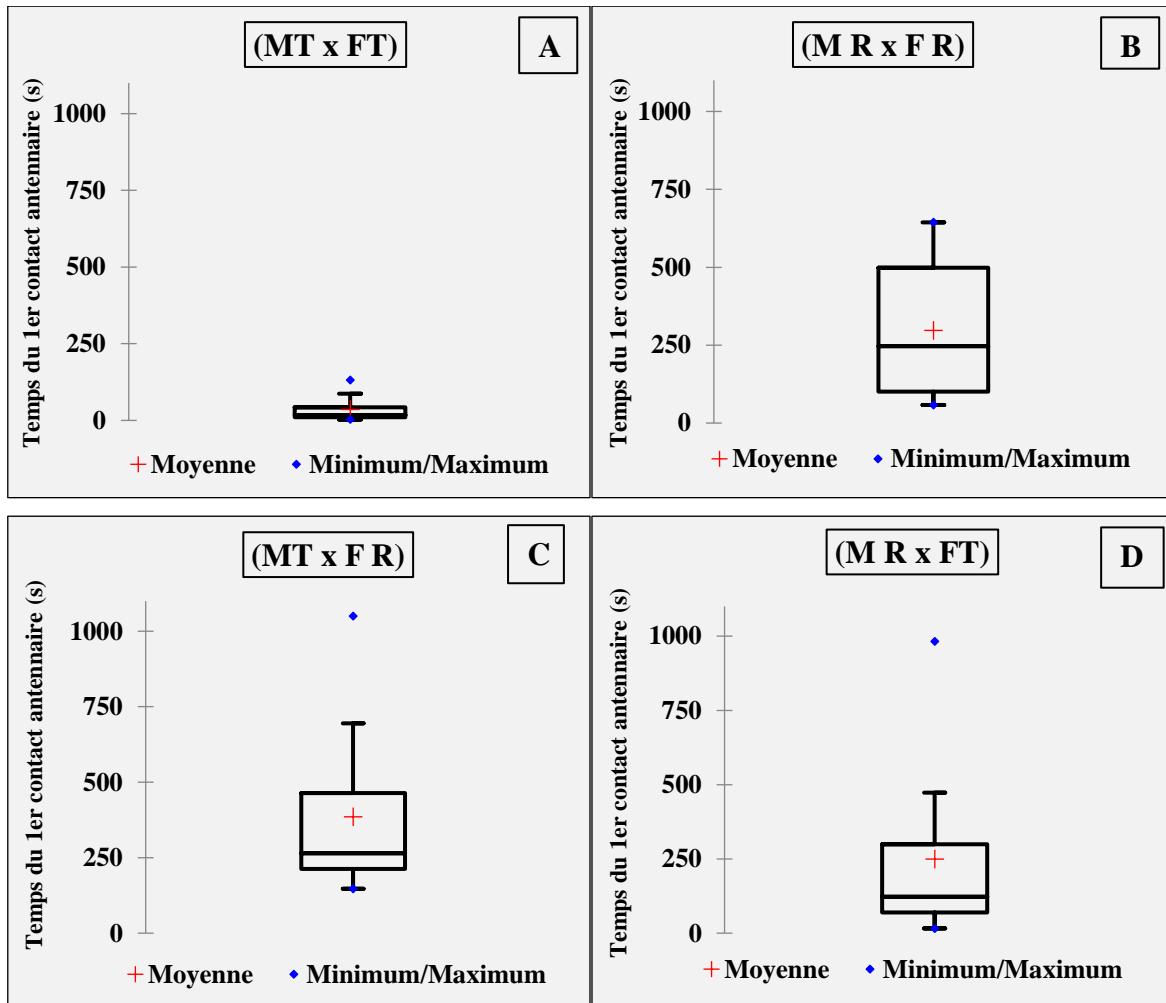 (MT x FT)
A
Temps du 1er contact antennaire (s)
1000
750
500
250
0
Moyenne
Minimum/Maximum
(M R x F R)
B
Temps du 1er contact antennaire (s)
1000
750
500
250
0
Moyenne
Minimum/Maximum
(MT x F R)
C
Temps du 1er contact antennaire (s)
1000
750
500
250
0
Moyenne
Minimum/Maximum
(M R x FT)
D
Temps du 1er contact antennaire (s)
1000
750
500
250
0
Moyenne
Minimum/Maximum